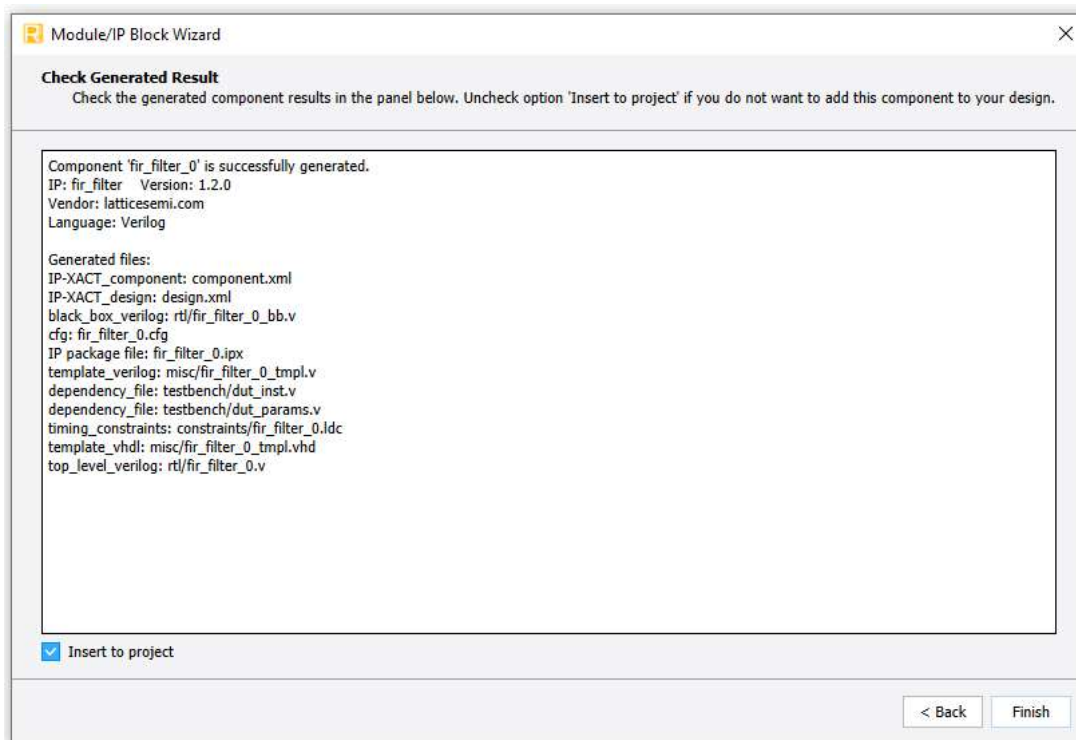 Module/IP Block Wizard
Check Generated Result
Check the generated component results in the panel below. Uncheck option 'Insert to project' if you do not want to add this component to your design.
Component 'fir_filter_0' is successfully generated.
IP: fir_filter    Version: 1.2.0
Vendor: latticesemi.com
Language: Verilog
Generated files:
IP-XACT_component: component.xml
IP-XACT_design: design.xml
black_box_verilog: rtl/fir_filter_0_bb.v
cfg: fir_filter_0.cfg
IP package file: fir_filter_0.ipx
template_verilog: misc/fir_filter_0_tmpl.v
dependency_file: testbench/dut_inst.v
dependency_file: testbench/dut_params.v
timing_constraints: constraints/fir_filter_0.ldc
template_vhdl: misc/fir_filter_0_tmpl.vhd
top_level_verilog: rtl/fir_filter_0.v
Insert to project
< Back
Finish